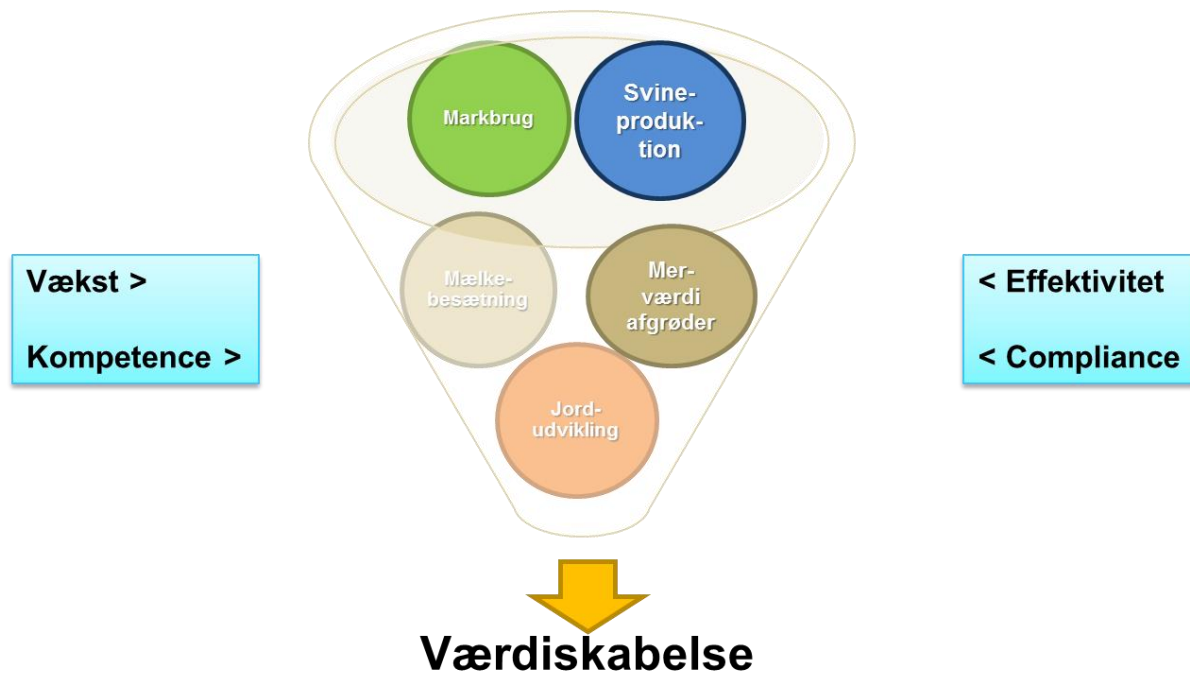 Markbrug
Svine-
produk-
tion
Mælke-
besætning
Mer-
værdi
afgrøder
Jord-
udvikling
Vækst >
Kompetence >
< Effektivitet
< Compliance
Værdiskabelse